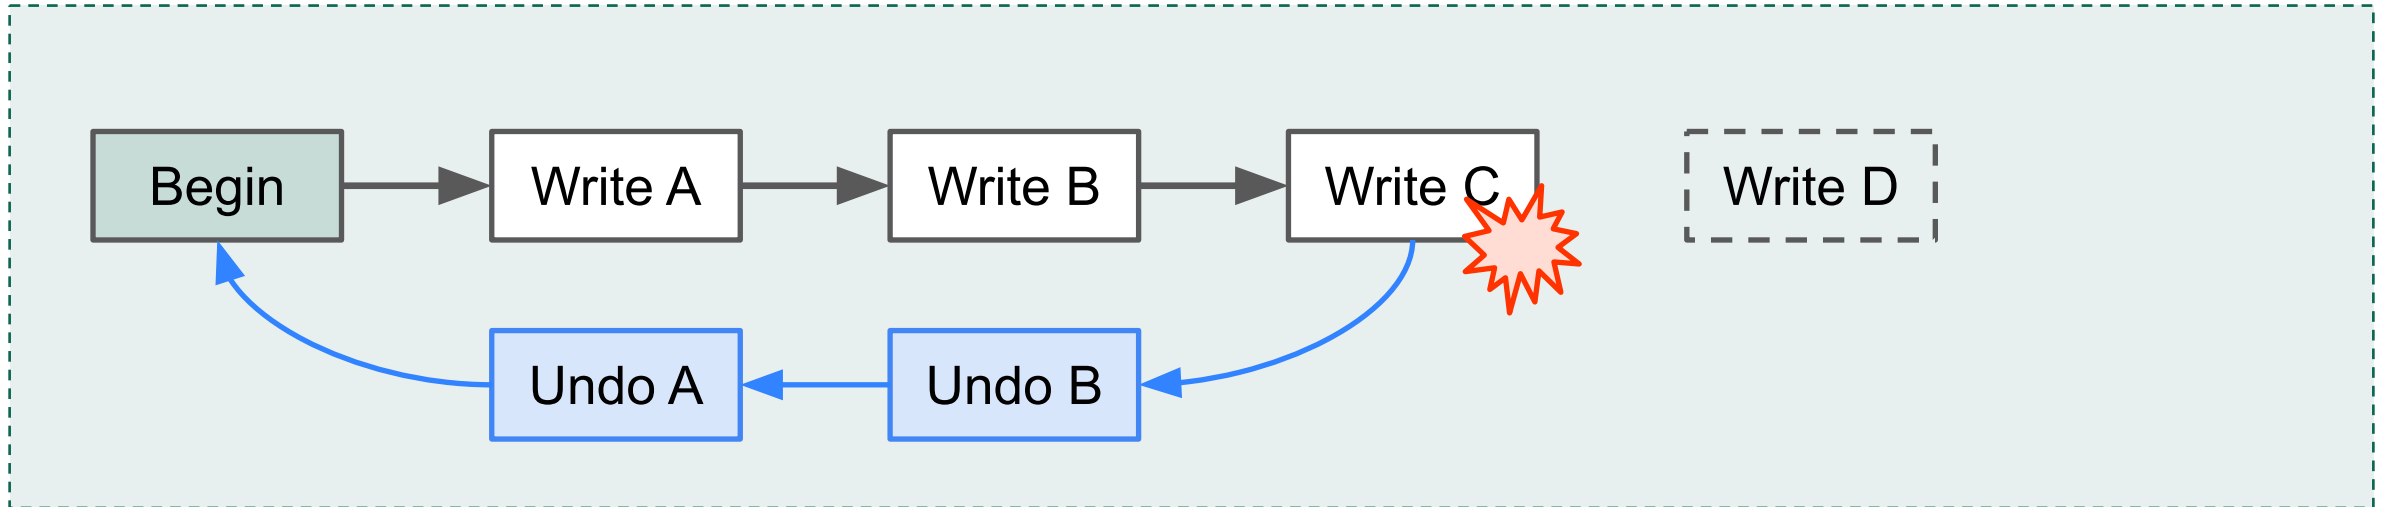 Begin
Write A
Write B
Write C
Write D
Undo A
Undo B